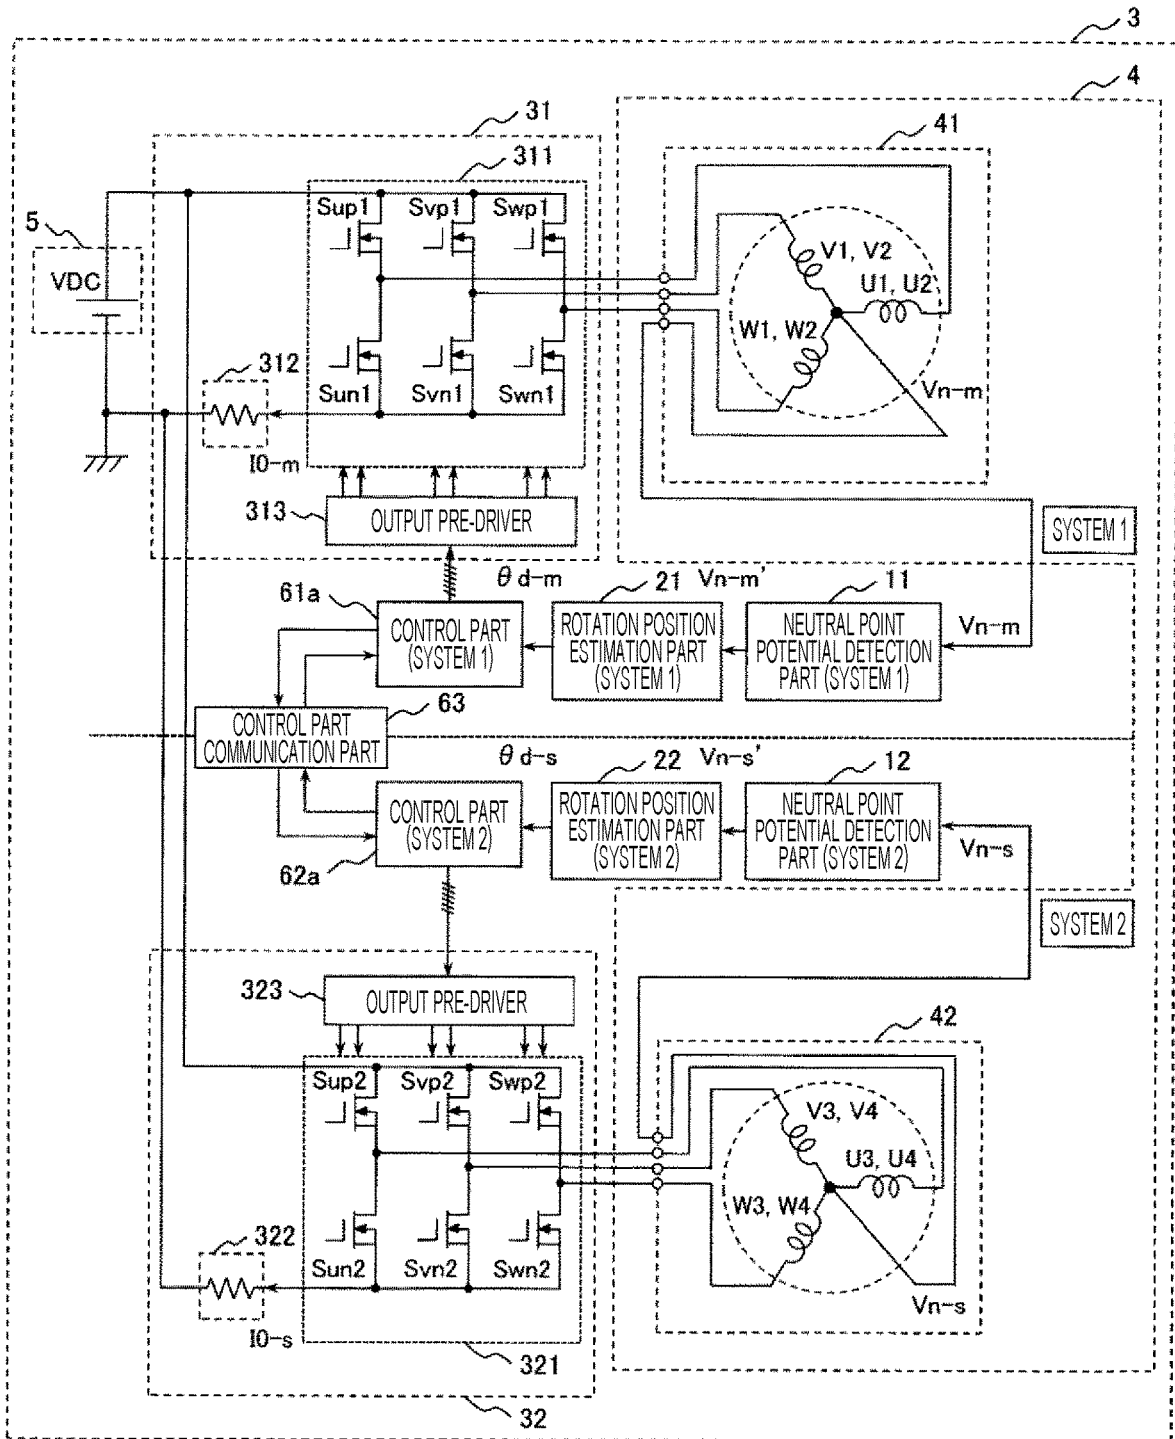 3
4
31
311
41
Sup1
Svp1
Swp1
5
VDC
V1, V2
U1, U2
W1, W2
312
Sun1
Svn1
Swn1
Vn-m
I0-m
313
OUTPUT PRE-DRIVER
SYSTEM 1
θd-m
21
Vn-m'
11
61a
CONTROL PART
(SYSTEM 1)
ROTATION POSITION
ESTIMATION PART
(SYSTEM 1)
NEUTRAL POINT
POTENTIAL DETECTION
PART (SYSTEM 1)
Vn-m
63
CONTROL PART
COMMUNICATION PART
θd-s
22
Vn-s'
12
CONTROL PART
(SYSTEM 2)
ROTATION POSITION
ESTIMATION PART
(SYSTEM 2)
NEUTRAL POINT
POTENTIAL DETECTION
PART (SYSTEM 2)
Vn-s
62a
SYSTEM 2
323
OUTPUT PRE-DRIVER
42
Sup2
Svp2
Swp2
V3, V4
U3, U4
W3, W4
322
Sun2
Svn2
Swn2
Vn-s
I0-s
321
32